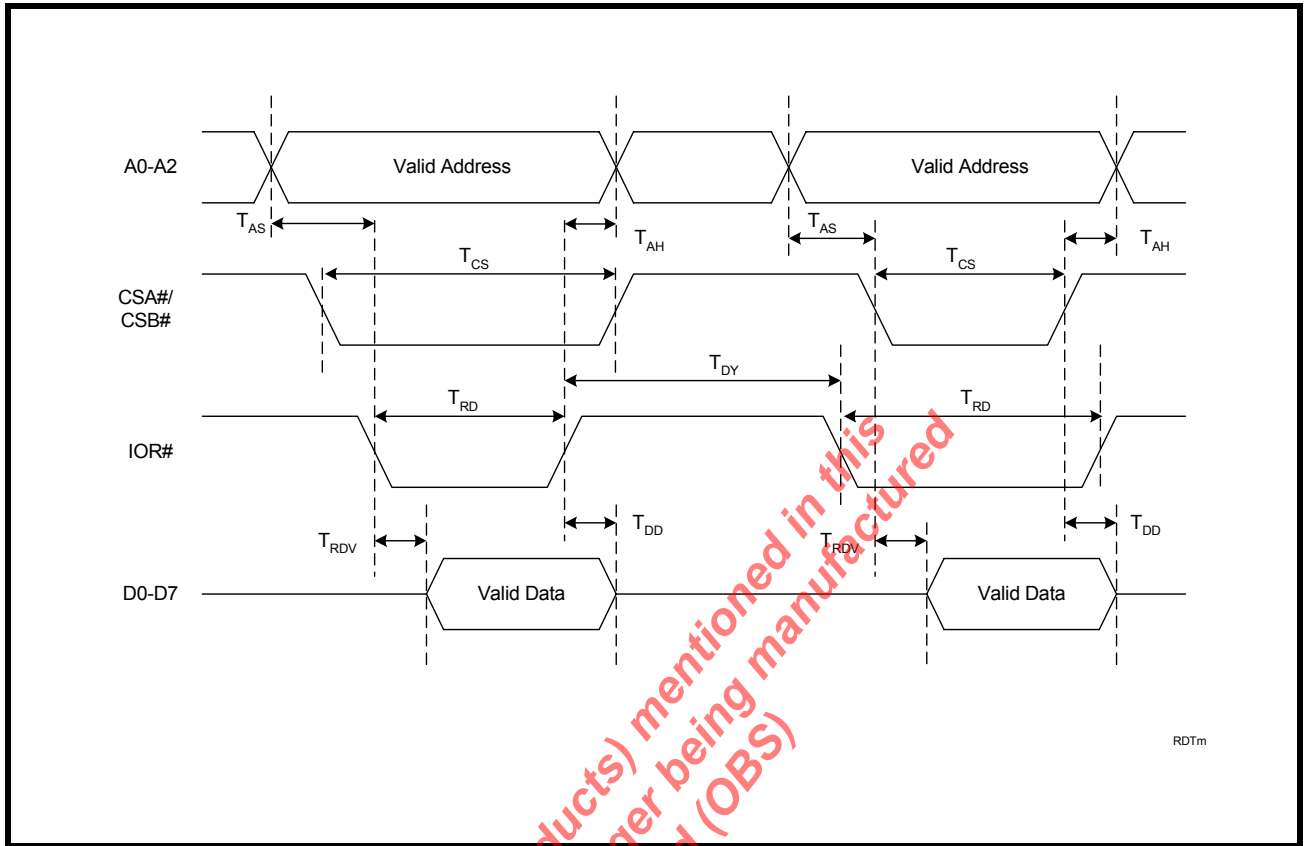 A0-A2
Valid Address
Valid Address
TAS
TAH
TAS
TAH
CSA#/
CSB#
TCS
TCS
TDY
IOR#
TRD
TRD
TRDV
TDD
TRDV
TDD
D0-D7
Valid Data
Valid Data
mentioned in this
ger being manufactured
(OBS)
RDTm